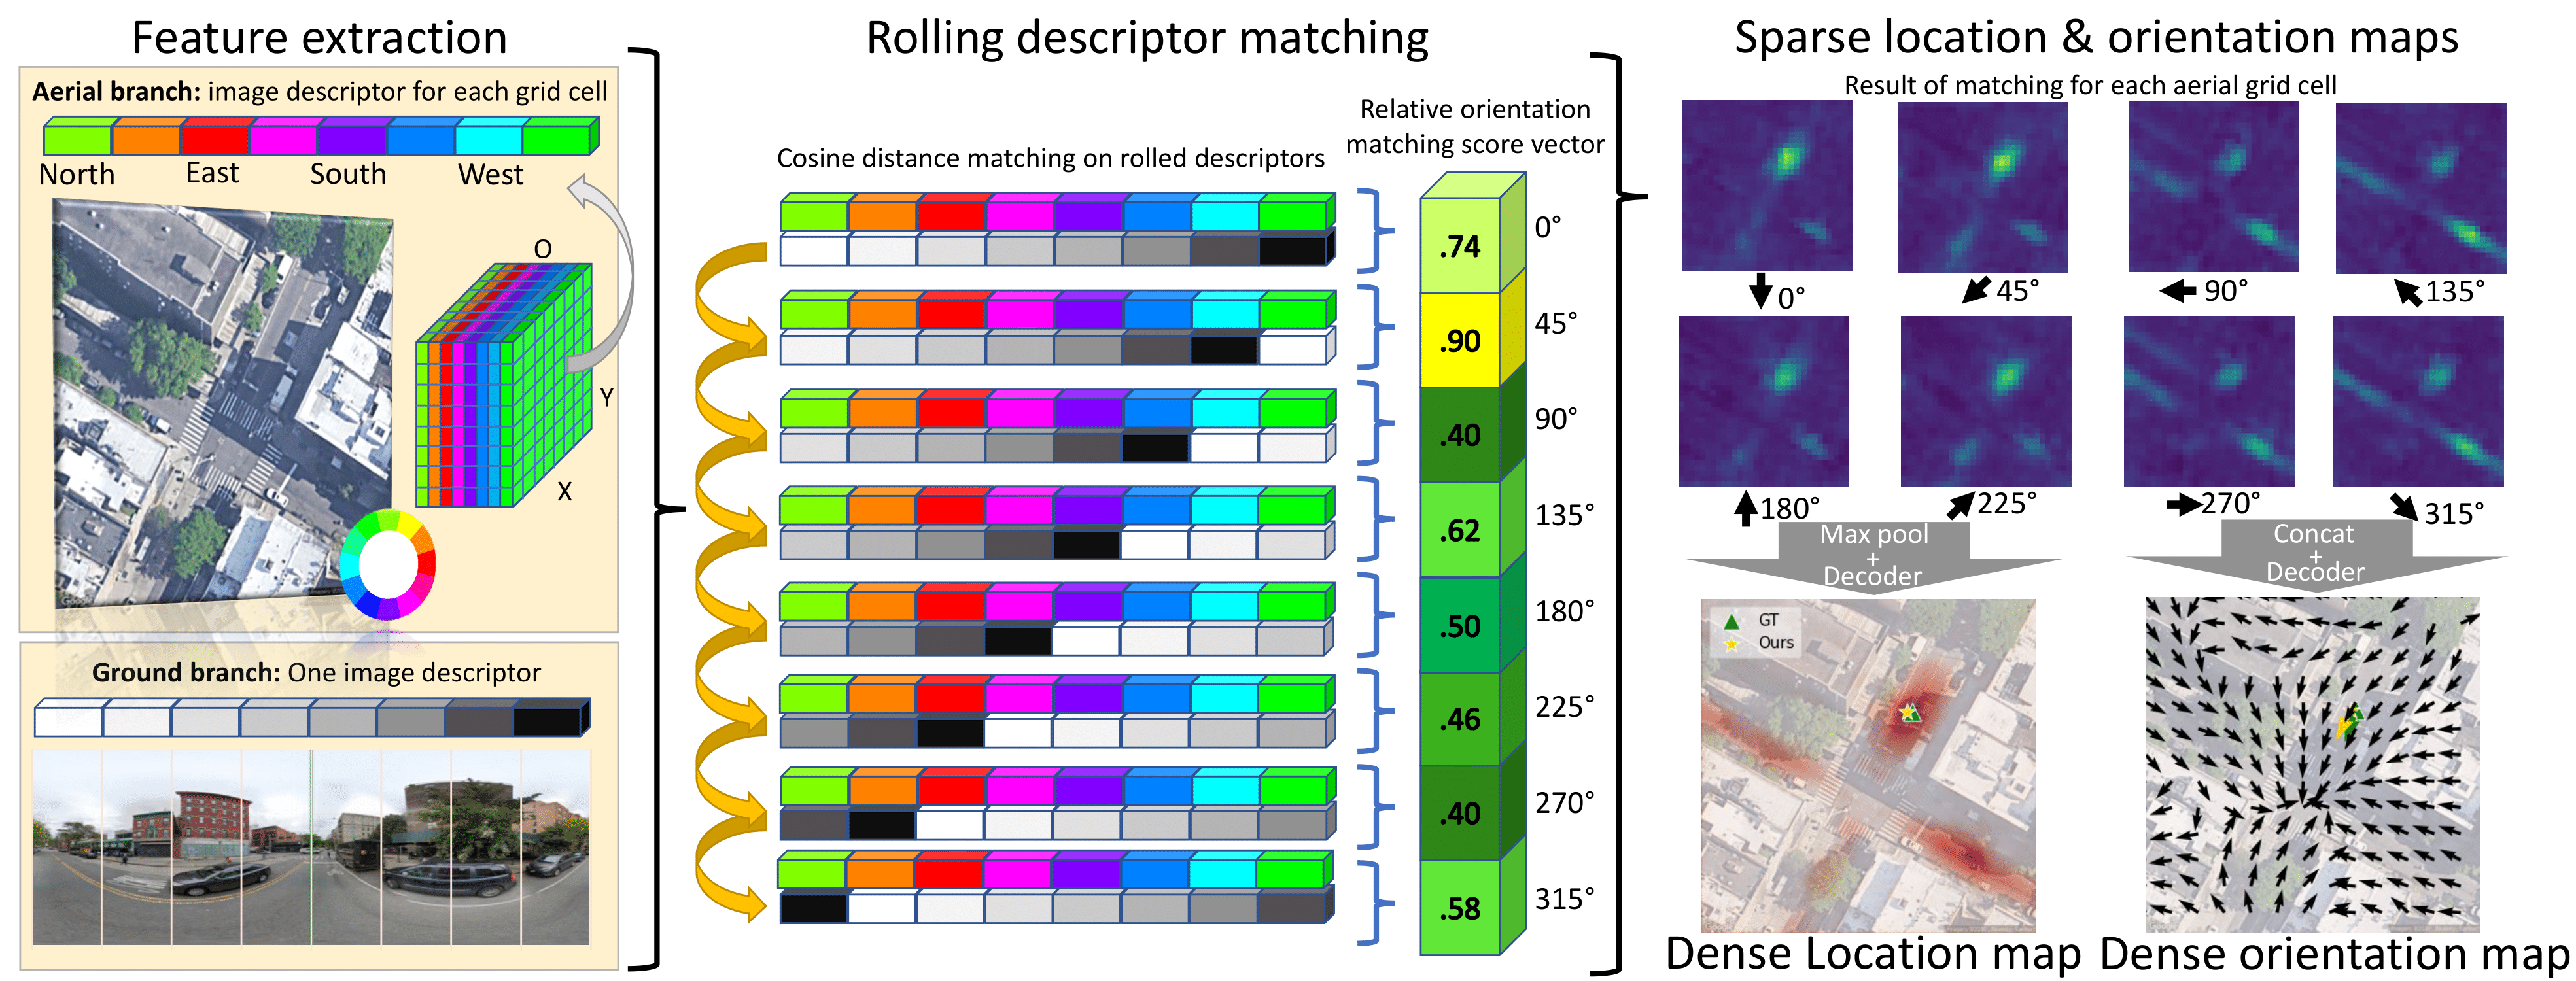 Feature extraction
Aerial branch: image descriptor for each grid cell
North East South West
O
Y
X
Google
Ground branch: One image descriptor
Rolling descriptor matching
Cosine distance matching on rolled descriptors
Relative orientation
matching score vector
.74 0°
.90 45°
.40 90°
.62 135°
.50 180°
.46 225°
.40 270°
.58 315°
Sparse location & orientation maps
Result of matching for each aerial grid cell
0° 45° 90° 135°
180° 225° 270° 315°
Max pool
+
Decoder
Concat
+
Decoder
GT
Ours
Dense Location map
Dense orientation map